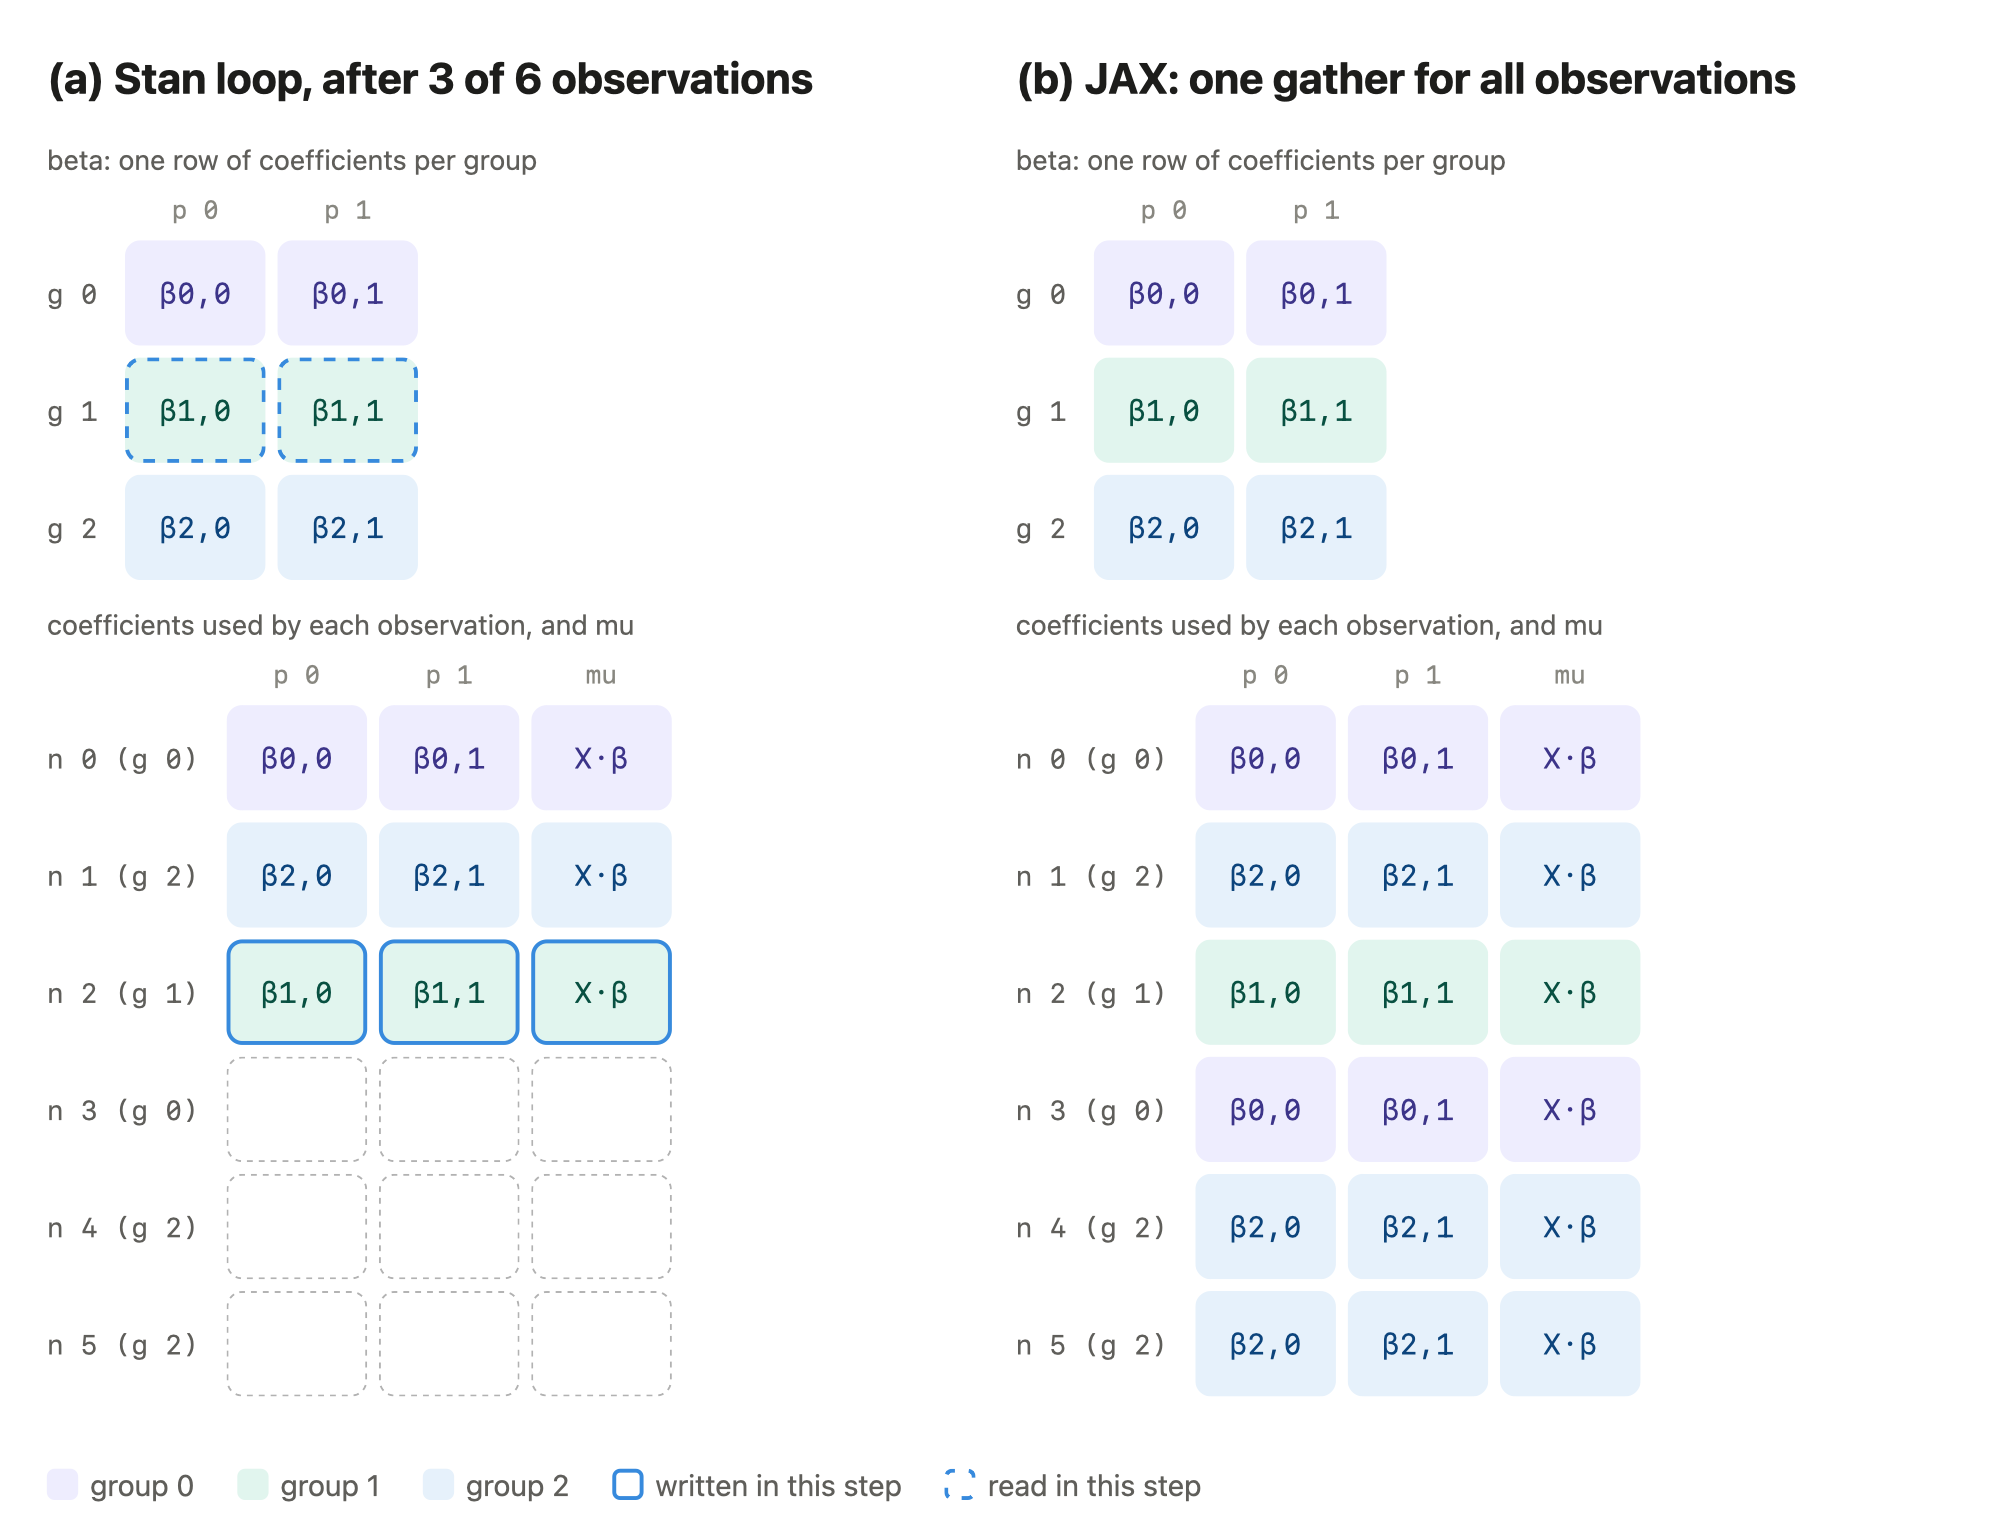 (a) Stan loop, after 3 of 6 observations
beta: one row of coefficients per group
p 0 p 1
g 0 β0,0 β0,1
g 1 β1,0 β1,1
g 2 β2,0 β2,1
coefficients used by each observation, and mu
p 0 p 1 mu
n 0 (g 0) β0,0 β0,1 X·β
n 1 (g 2) β2,0 β2,1 X·β
n 2 (g 1) β1,0 β1,1 X·β
n 3 (g 0)
n 4 (g 2)
n 5 (g 2)
(b) JAX: one gather for all observations
beta: one row of coefficients per group
p 0 p 1
g 0 β0,0 β0,1
g 1 β1,0 β1,1
g 2 β2,0 β2,1
coefficients used by each observation, and mu
p 0 p 1 mu
n 0 (g 0) β0,0 β0,1 X·β
n 1 (g 2) β2,0 β2,1 X·β
n 2 (g 1) β1,0 β1,1 X·β
n 3 (g 0) β0,0 β0,1 X·β
n 4 (g 2) β2,0 β2,1 X·β
n 5 (g 2) β2,0 β2,1 X·β
group 0 group 1 group 2 written in this step read in this step